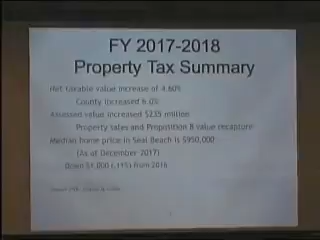 FY 2017-2018
Property Tax Summary
Net taxable value increase of 4.60%
County increased 6.0%
Assessed value increased $235 million
Property sales and Proposition 8 value recapture
Median home price in Seal Beach is $950,000
(As of December 2017)
Down $1,000 (.11%) from 2016